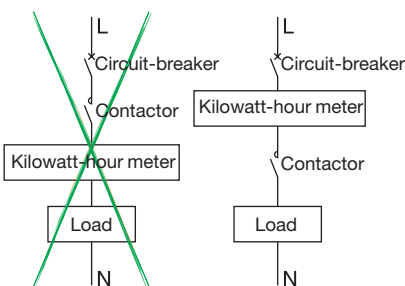 L
Circuit-breaker
Contactor
Kilowatt-hour meter
Load
N
L
Circuit-breaker
Kilowatt-hour meter
Contactor
Load
N